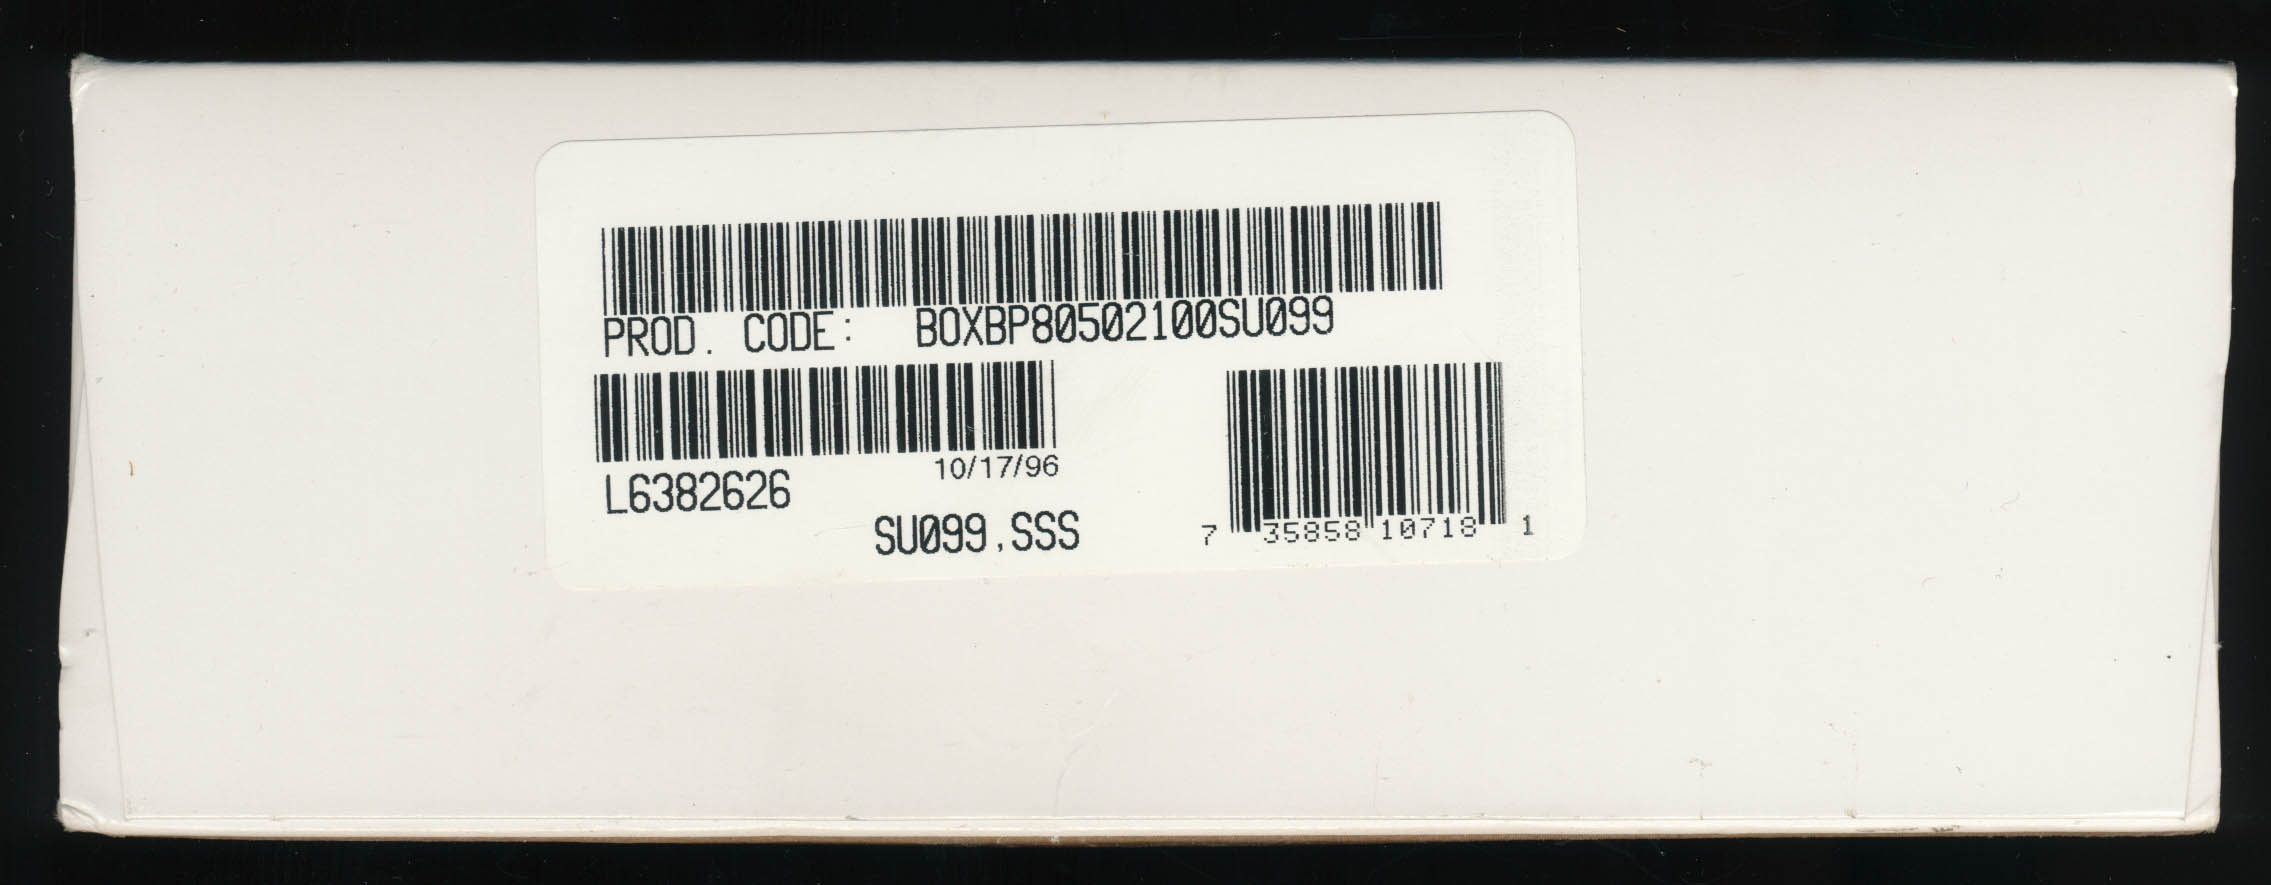 PROD. CODE: BOXBP80502100SU099
L6382626
10/17/96
SU099,SSS
7 35858 10718 1